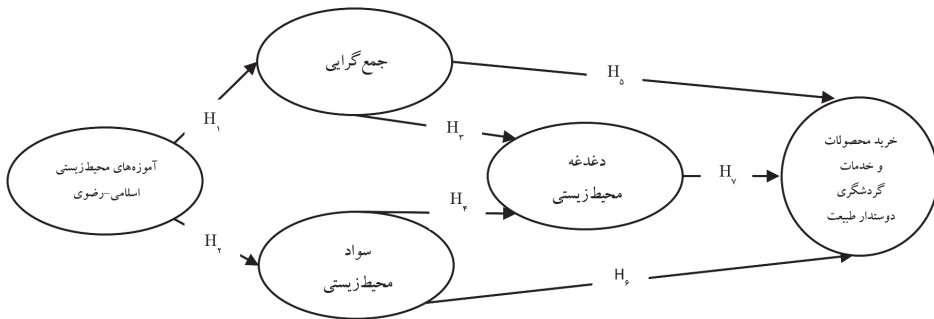 جمع‌گرایی
H۵
H۱
H۳
آموزه‌های محیط‌زیستی
اسلامی-رضوی
دغدغه
محیط‌زیستی
H۷
خرید محصولات
و خدمات
گردشگری
دوستدار طبیعت
H۲
H۴
سواد
محیط‌زیستی
H۶